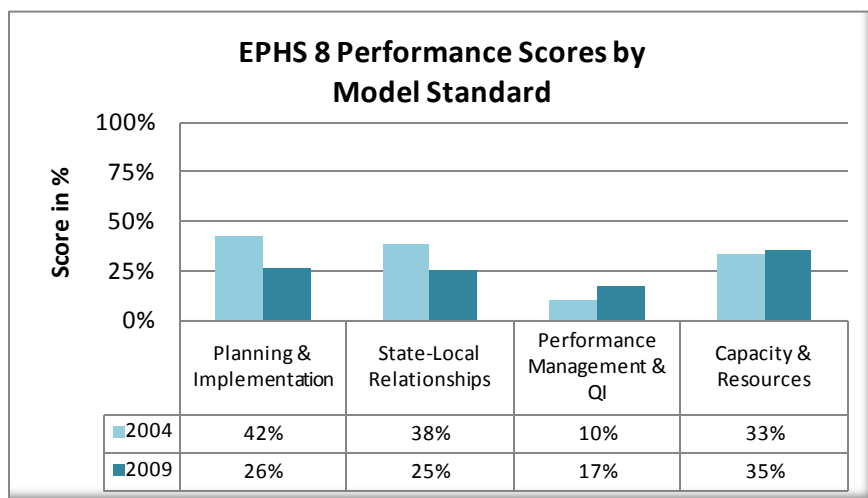 EPHS 8 Performance Scores by
Model Standard
100%
75%
50%
25%
0%
Score in %
Planning &
Implementation
State-Local
Relationships
Performance
Management &
QI
Capacity &
Resources
2004 42% 38% 10% 33%
2009 26% 25% 17% 35%